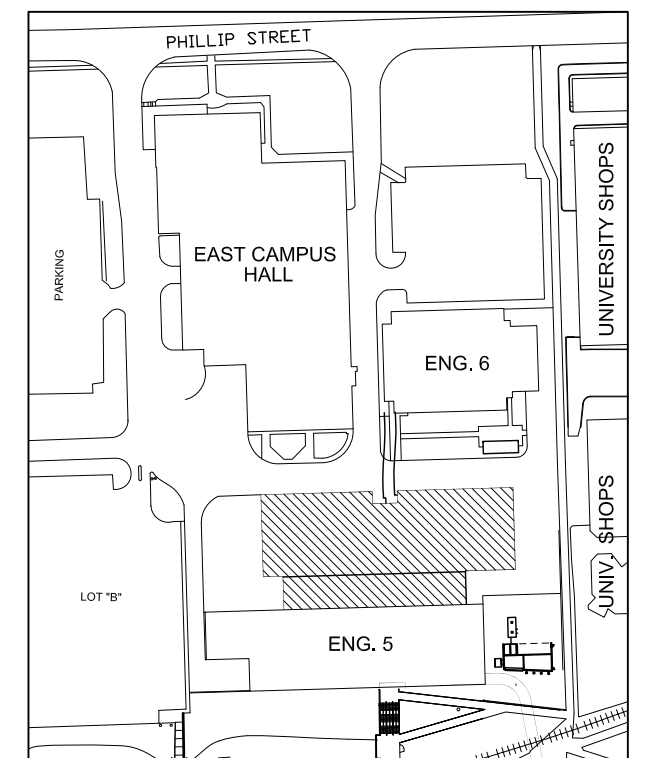 PHILLIP STREET
UNIVERSITY SHOPS
EAST CAMPUS
HALL
PARKING
ENG. 6
UNIV. SHOPS
LOT "B"
ENG. 5